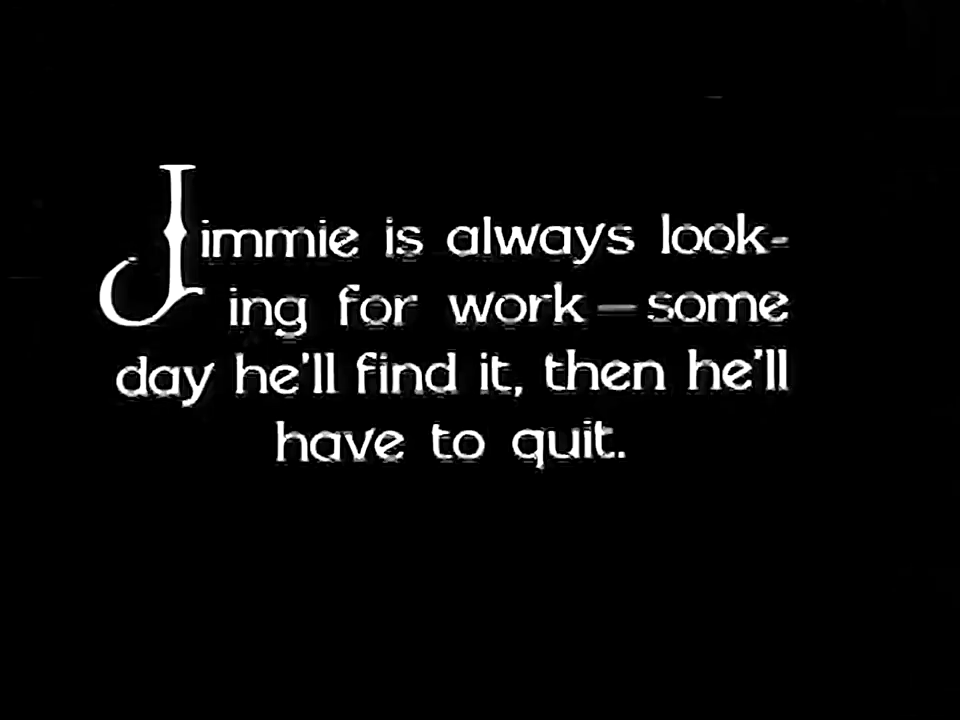 Jimmie is always look-
ing for work — some
day he'll find it, then he'll
have to quit.